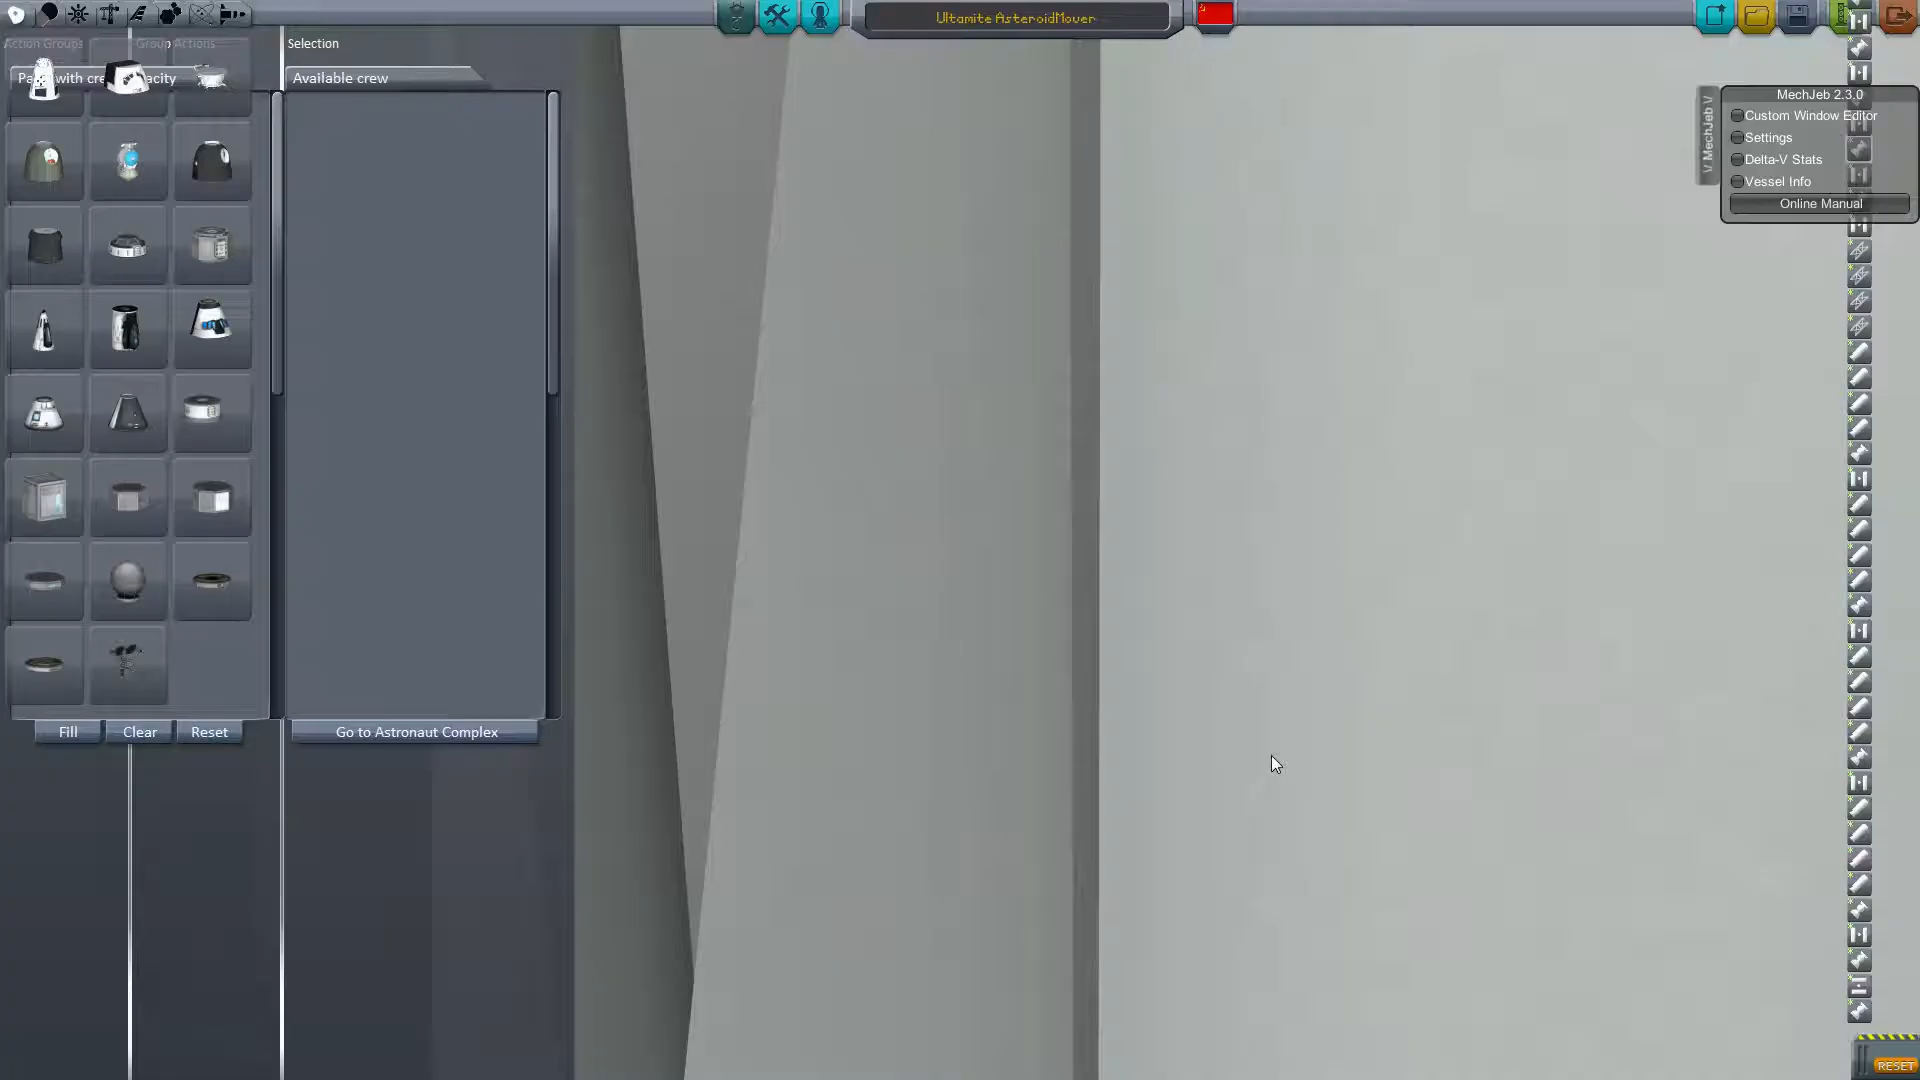 Ultamite AsteroidMover
Action Groups
Group Actions
Selection
Available crew
MechJeb 2.3.0
V MechJeb V
Custom Window Editor
Settings
Delta-V Stats
Vessel Info
Online Manual
Fill
Clear
Reset
Go to Astronaut Complex
RESET